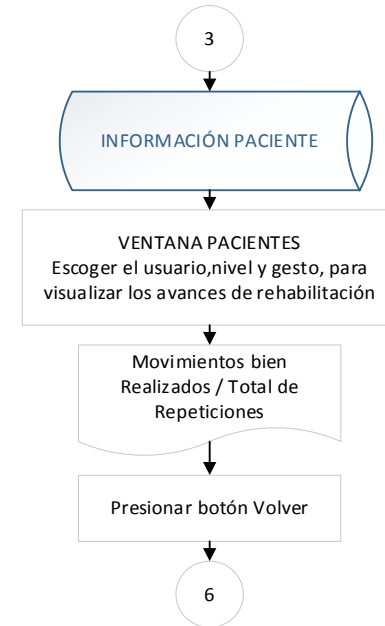 3
INFORMACIÓN PACIENTE
VENTANA PACIENTES
Escoger el usuario,nivel y gesto, para
visualizar los avances de rehabilitación
Movimientos bien
Realizados / Total de
Repeticiones
Presionar botón Volver
6